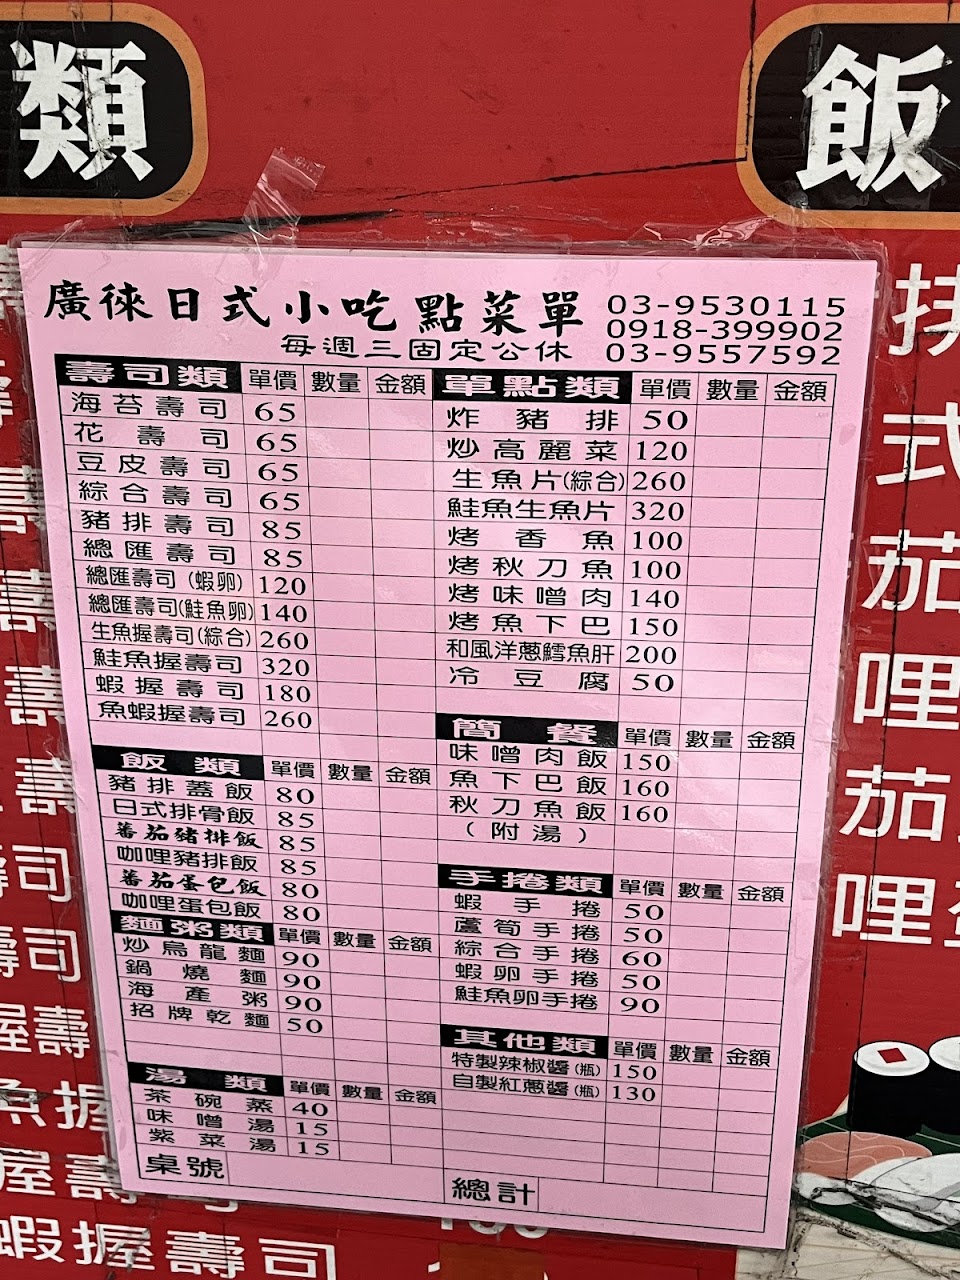 類
飯
廣徠日式小吃點菜單 03-9530115
0918-399902
每週三固定公休 03-9557592
壽司類 單價 數量 金額
海苔壽司 65
花壽司 65
豆皮壽司 65
綜合壽司 65
豬排壽司 85
總匯壽司 85
總匯壽司(蝦卵) 120
總匯壽司(鮭魚卵) 140
生魚握壽司(綜合) 260
鮭魚握壽司 320
蝦握壽司 180
魚蝦握壽司 260
飯類 單價 數量 金額
豬排蓋飯 80
日式排骨飯 85
蕃茄豬排飯 85
咖哩豬排飯 85
蕃茄蛋包飯 80
咖哩蛋包飯 80
麵粥類 單價 數量 金額
炒烏龍麵 90
鍋燒麵 90
海產粥 90
招牌乾麵 50
湯類 單價 數量 金額
茶碗蒸 40
味噌湯 15
紫菜湯 15
桌號
單點類 單價 數量 金額
炸豬排 50
炒高麗菜 120
生魚片(綜合) 260
鮭魚生魚片 320
烤香魚 100
烤秋刀魚 100
烤味噌肉 140
烤魚下巴 150
和風洋蔥鱈魚肝 200
冷豆腐 50
簡餐 單價 數量 金額
味噌肉飯 150
魚下巴飯 160
秋刀魚飯 160
(附湯)
手捲類 單價 數量 金額
蝦手捲 50
蘆筍手捲 50
綜合手捲 60
蝦卵手捲 50
鮭魚卵手捲 90
其他類 單價 數量 金額
特製辣椒醬(瓶) 150
自製紅蔥醬(瓶) 130
總計
式
茄
哩
茄
哩
壽
壽
壽司
壽司
握壽
魚握
握壽
蝦握壽司